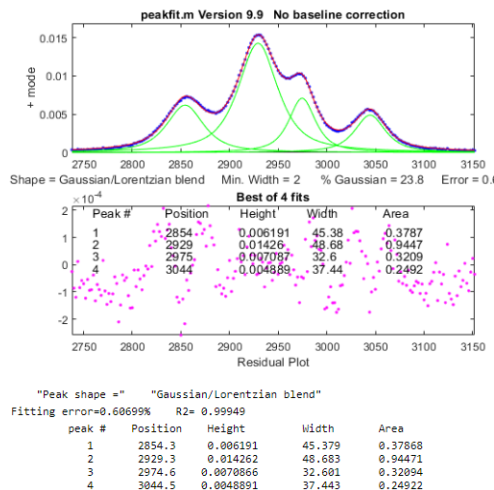 peakfit.m Version 9.9 No baseline correction
0.015
0.01
0.005
0
+ mode
2750 2800 2850 2900 2950 3000 3050 3100 3150
Shape = Gaussian/Lorentzian blend Min. Width = 2 % Gaussian = 23.8 Error = 0.6
×10⁻⁴ Best of 4 fits
2
Peak # Position Height Width Area
1 2854 0.006191 45.38 0.3787
2 2929 0.01426 48.68 0.9447
3 2975 0.007087 32.6 0.3209
4 3044 0.004889 37.44 0.2492
1
0
-1
-2
2750 2800 2850 2900 2950 3000 3050 3100 3150
Residual Plot
"Peak shape =" "Gaussian/Lorentzian blend"
Fitting error=0.60699% R2= 0.99949
peak # Position Height Width Area
1 2854.3 0.006191 45.379 0.37868
2 2929.3 0.014262 48.683 0.94471
3 2974.6 0.0070866 32.601 0.32094
4 3044.5 0.0048891 37.443 0.24922